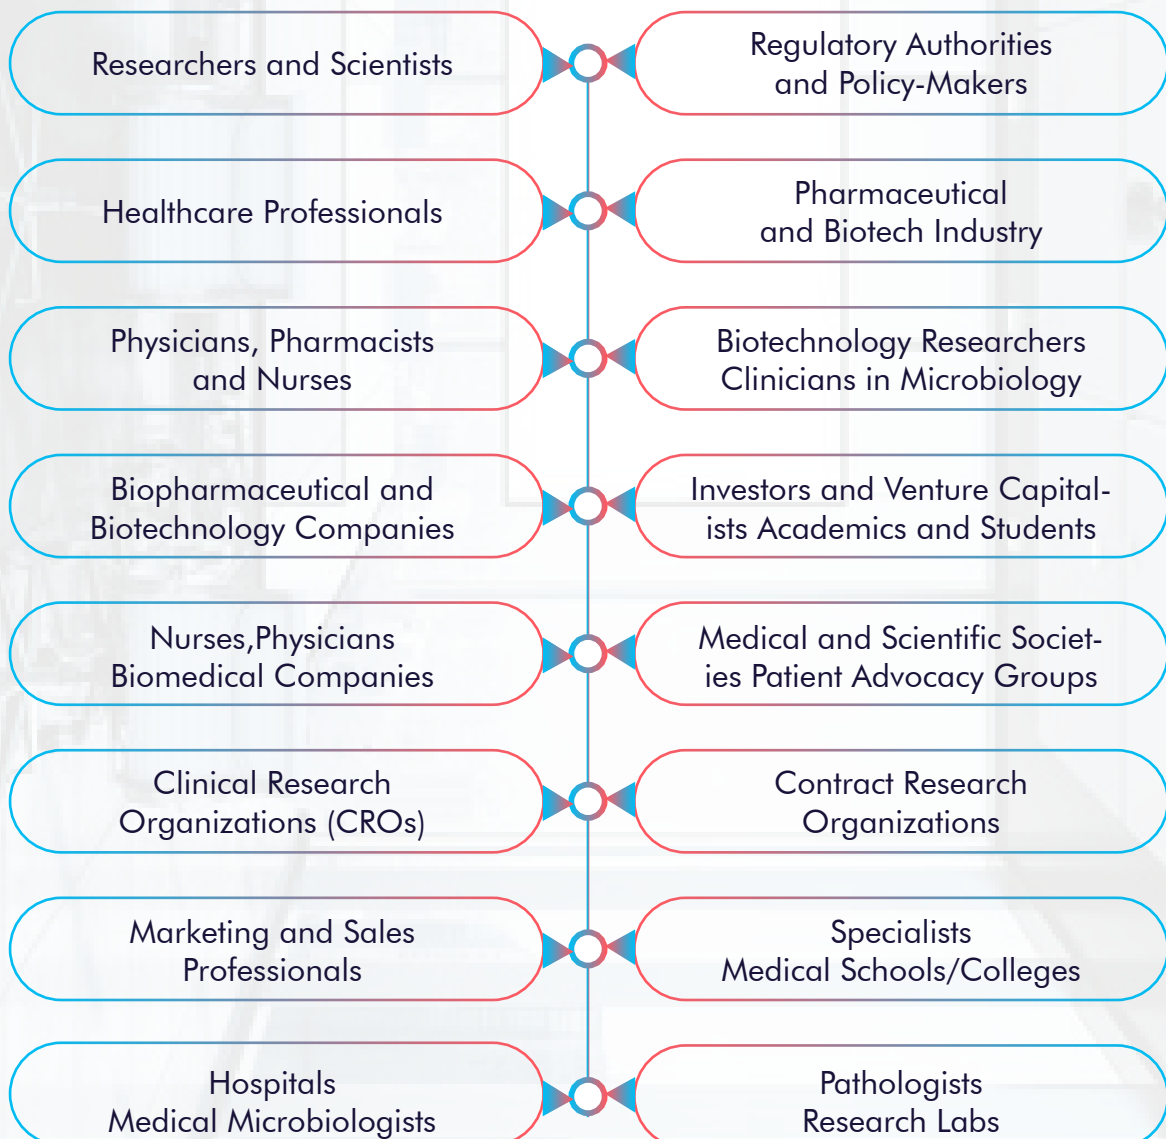 Researchers and Scientists
Regulatory Authorities
and Policy-Makers
Healthcare Professionals
Pharmaceutical
and Biotech Industry
Physicians, Pharmacists
and Nurses
Biotechnology Researchers
Clinicians in Microbiology
Biopharmaceutical and
Biotechnology Companies
Investors and Venture Capital-
ists Academics and Students
Nurses,Physicians
Biomedical Companies
Medical and Scientific Societ-
ies Patient Advocacy Groups
Clinical Research
Organizations (CROs)
Contract Research
Organizations
Marketing and Sales
Professionals
Specialists
Medical Schools/Colleges
Hospitals
Medical Microbiologists
Pathologists
Research Labs